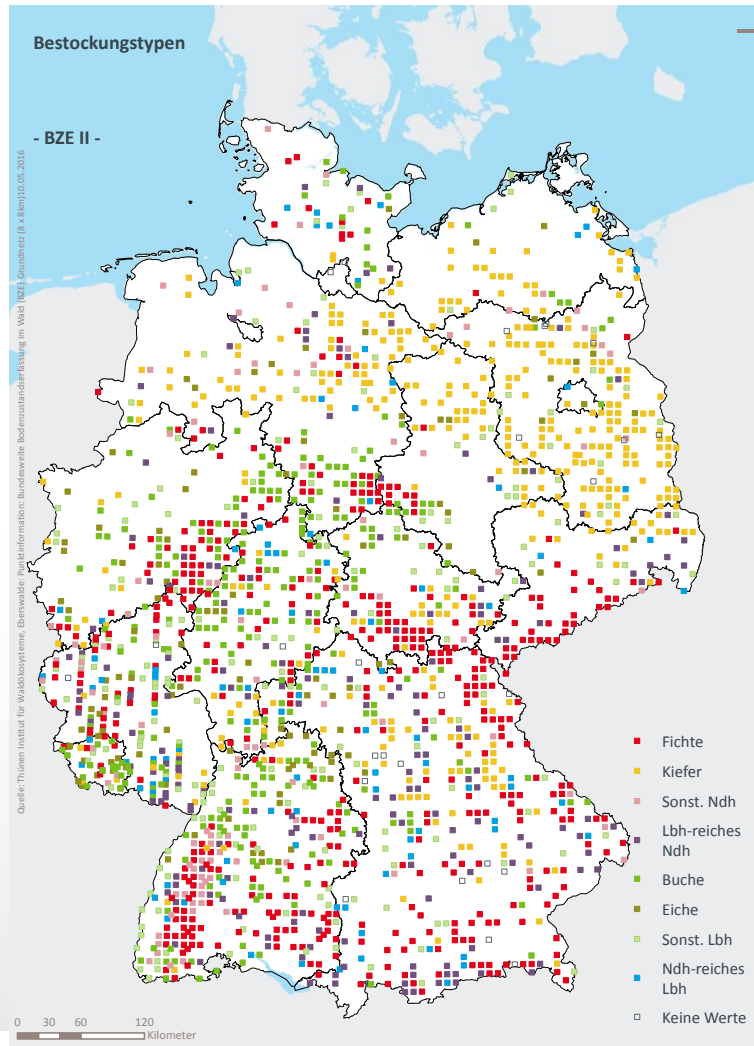 Bestockungstypen
- BZE II -
Quelle: Thünen Institut für Waldökosysteme, Eberswalde; Punktinformation: Bundesweite Bodenzustandserfassung im Wald (BZE) Grundnetz (8 x 8km)10.05.2016
Fichte
Kiefer
Sonst. Ndh
Lbh-reiches
Ndh
Buche
Eiche
Sonst. Lbh
Ndh-reiches
Lbh
Keine Werte
0 30 60 120
Kilometer